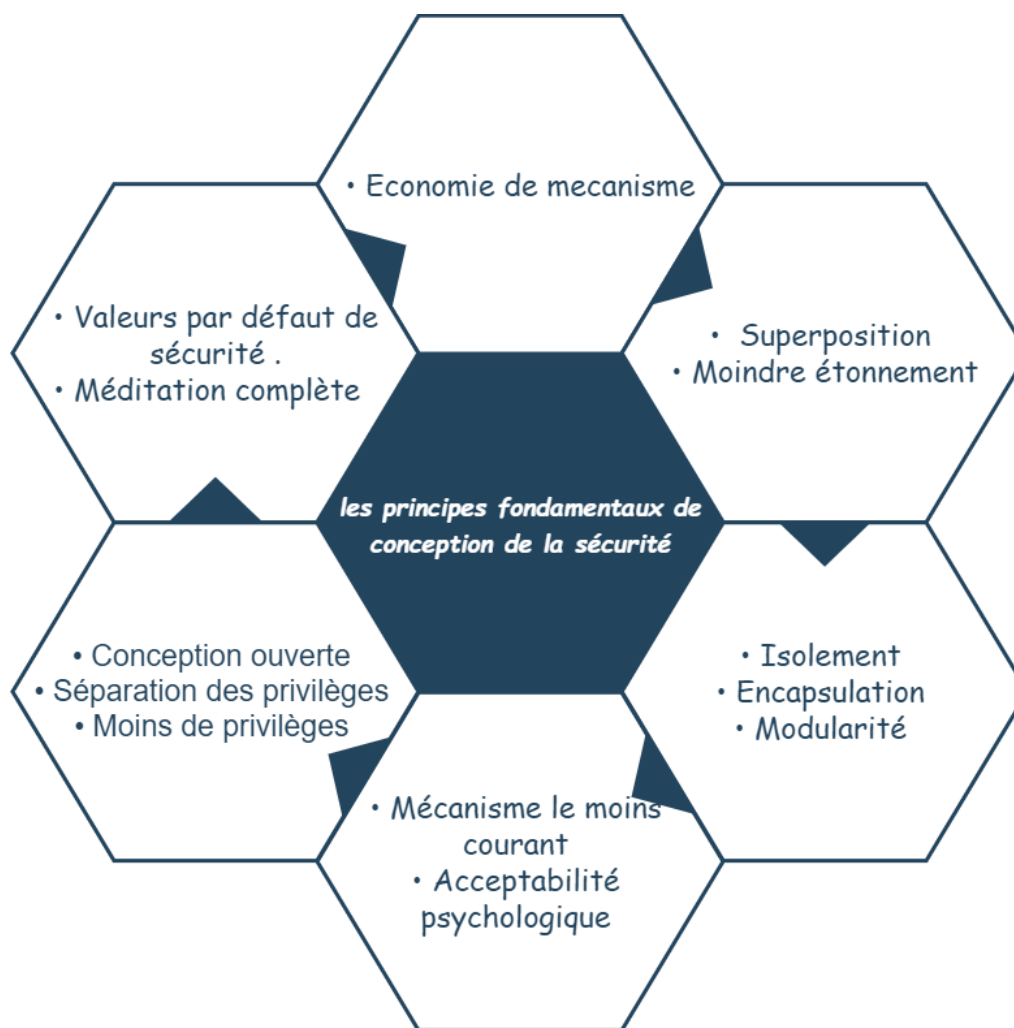 • Economie de mecanisme
• Valeurs par défaut de
sécurité .
• Méditation complète
• Superposition
• Moindre étonnement
les principes fondamentaux de
conception de la sécurité
• Conception ouverte
• Séparation des privilèges
• Moins de privilèges
• Isolement
• Encapsulation
• Modularité
• Mécanisme le moins
courant
• Acceptabilité
psychologique